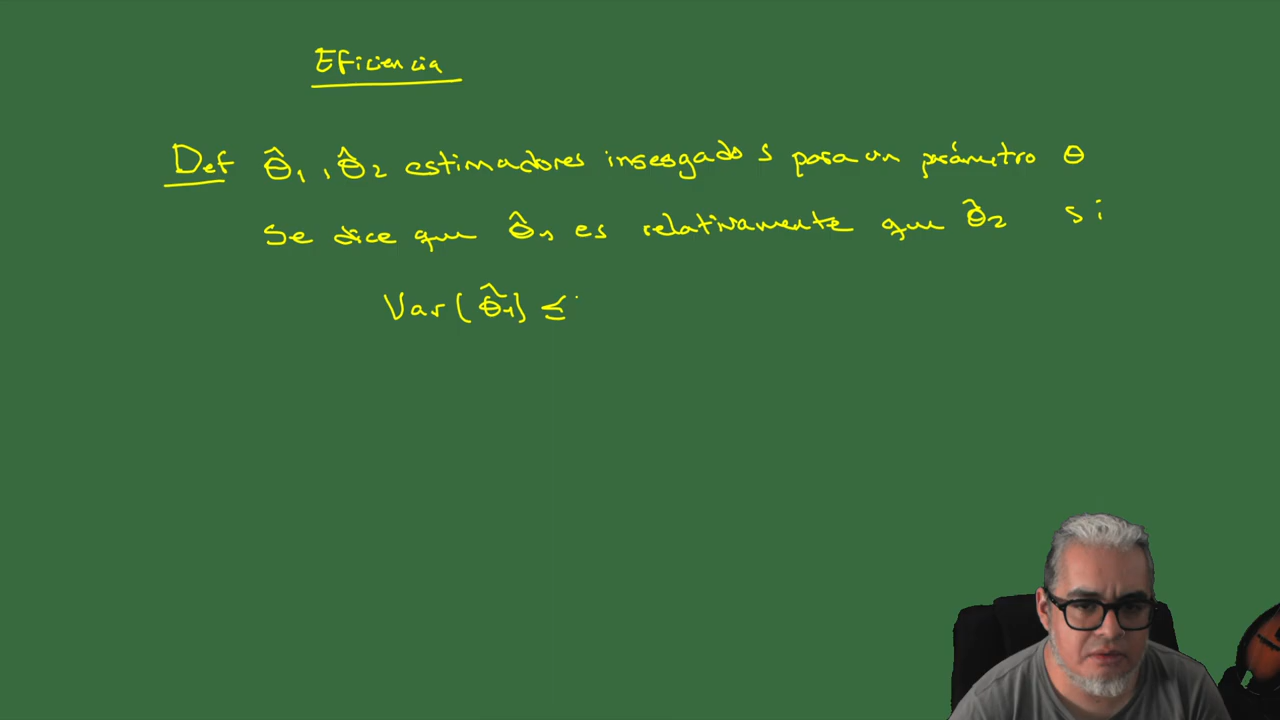 Eficiencia
Def θ̂₁, θ̂₂ estimadores insesgados para un parámetro θ
Se dice que θ̂₁ es relativamente que θ̂₂ si
Var(θ̂₁) ≤